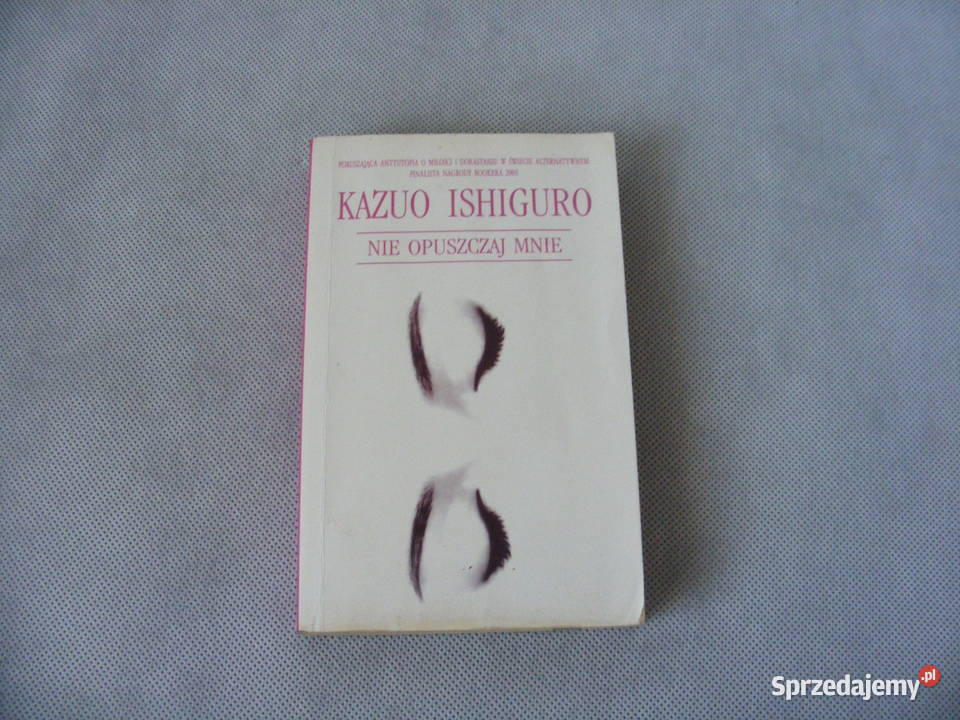 PORUSZAJĄCA ANTYUTOPIA O MIŁOŚCI I DORASTANIU W ŚWIECIE ALTERNATYWNYM
FINALISTA NAGRODY BOOKERA 2005
KAZUO ISHIGURO
NIE OPUSZCZAJ MNIE
Sprzedajemy.pl